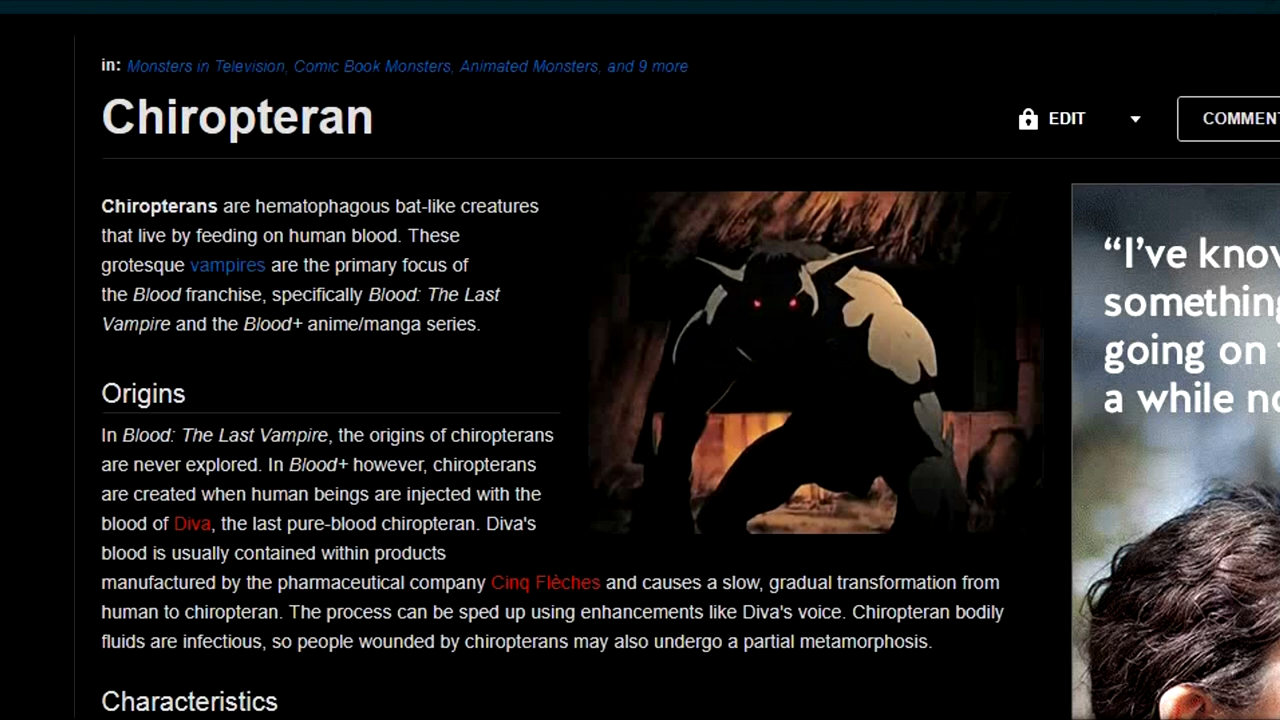 in: Monsters in Television, Comic Book Monsters, Animated Monsters, and 9 more
Chiropteran
EDIT
COMMENT
Chiropterans are hematophagous bat-like creatures
that live by feeding on human blood. These
grotesque vampires are the primary focus of
the Blood franchise, specifically Blood: The Last
Vampire and the Blood+ anime/manga series.
Origins
In Blood: The Last Vampire, the origins of chiropterans
are never explored. In Blood+ however, chiropterans
are created when human beings are injected with the
blood of Diva, the last pure-blood chiropteran. Diva's
blood is usually contained within products
manufactured by the pharmaceutical company Cinq Flèches and causes a slow, gradual transformation from
human to chiropteran. The process can be sped up using enhancements like Diva's voice. Chiropteran bodily
fluids are infectious, so people wounded by chiropterans may also undergo a partial metamorphosis.
Characteristics
“I've
something
going on
a while